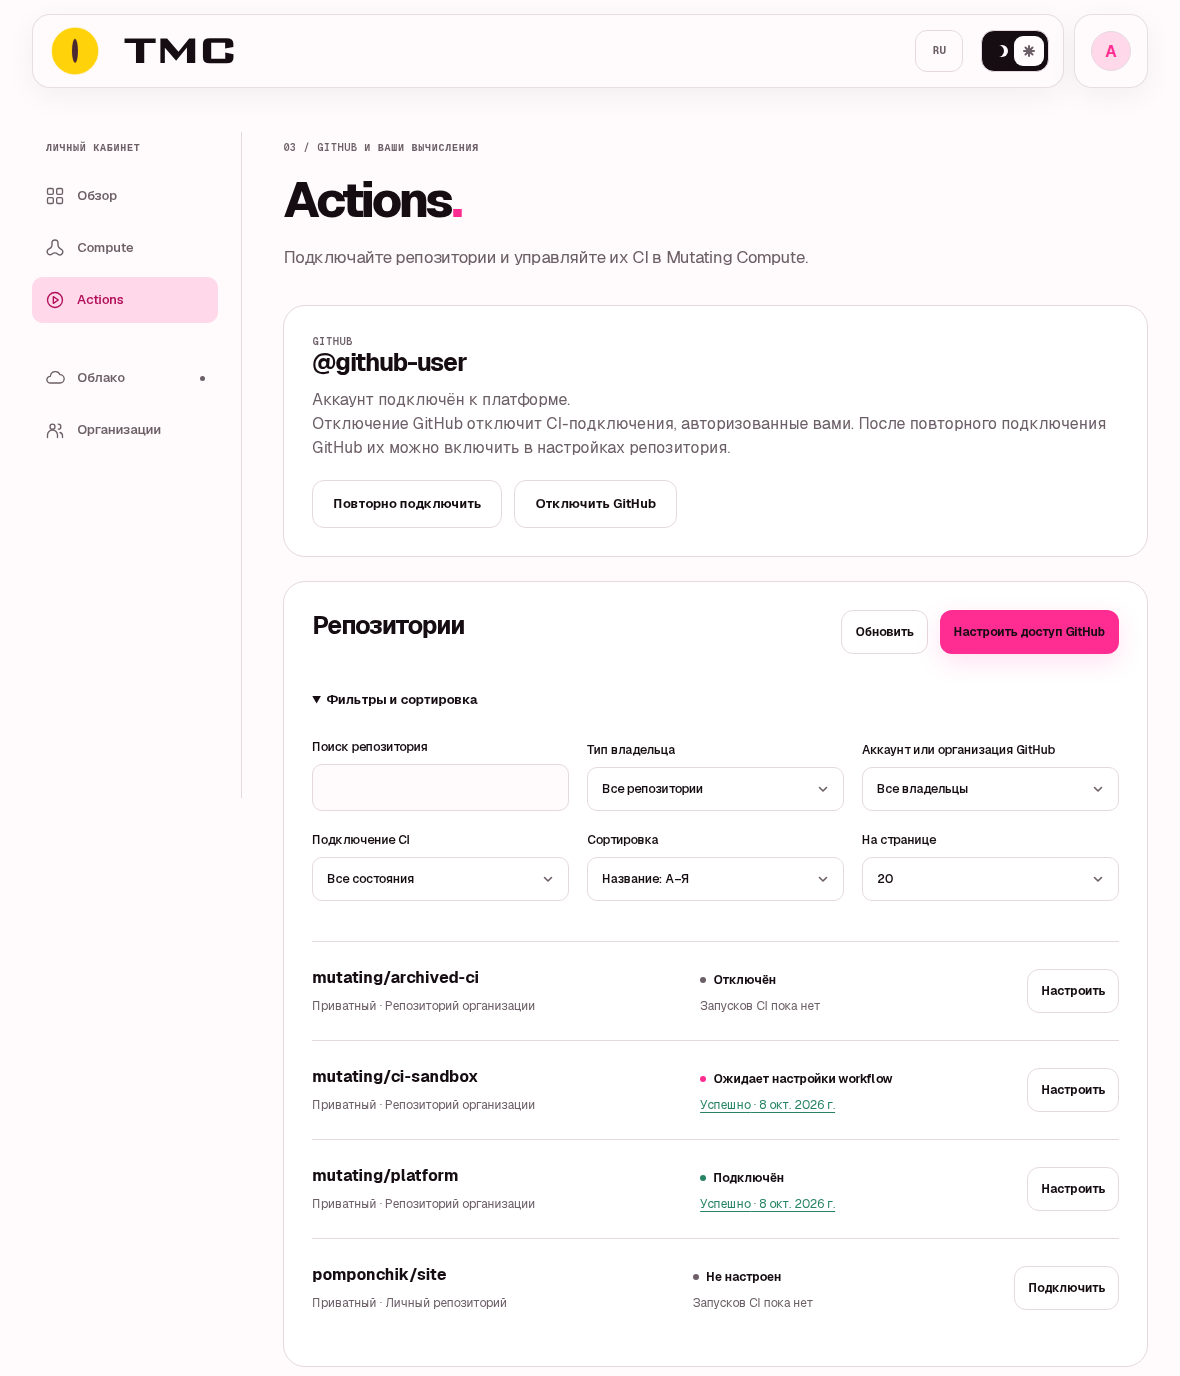 TMC
RU
A
ЛИЧНЫЙ КАБИНЕТ
Обзор
Compute
Actions
Облако
Организации
03 / GITHUB И ВАШИ ВЫЧИСЛЕНИЯ
Actions.
Подключайте репозитории и управляйте их CI в Mutating Compute.
GITHUB
@github-user
Аккаунт подключён к платформе.
Отключение GitHub отключит CI-подключения, авторизованные вами. После повторного подключения
GitHub их можно включить в настройках репозитория.
Повторно подключить
Отключить GitHub
Репозитории
Обновить
Настроить доступ GitHub
Фильтры и сортировка
Поиск репозитория
Тип владельца
Все репозитории
Аккаунт или организация GitHub
Все владельцы
Подключение CI
Все состояния
Сортировка
Название: А–Я
На странице
20
mutating/archived-ci
Приватный · Репозиторий организации
Отключён
Запусков CI пока нет
Настроить
mutating/ci-sandbox
Приватный · Репозиторий организации
Ожидает настройки workflow
Успешно · 8 окт. 2026 г.
Настроить
mutating/platform
Приватный · Репозиторий организации
Подключён
Успешно · 8 окт. 2026 г.
Настроить
pomponchik/site
Приватный · Личный репозиторий
Не настроен
Запусков CI пока нет
Подключить